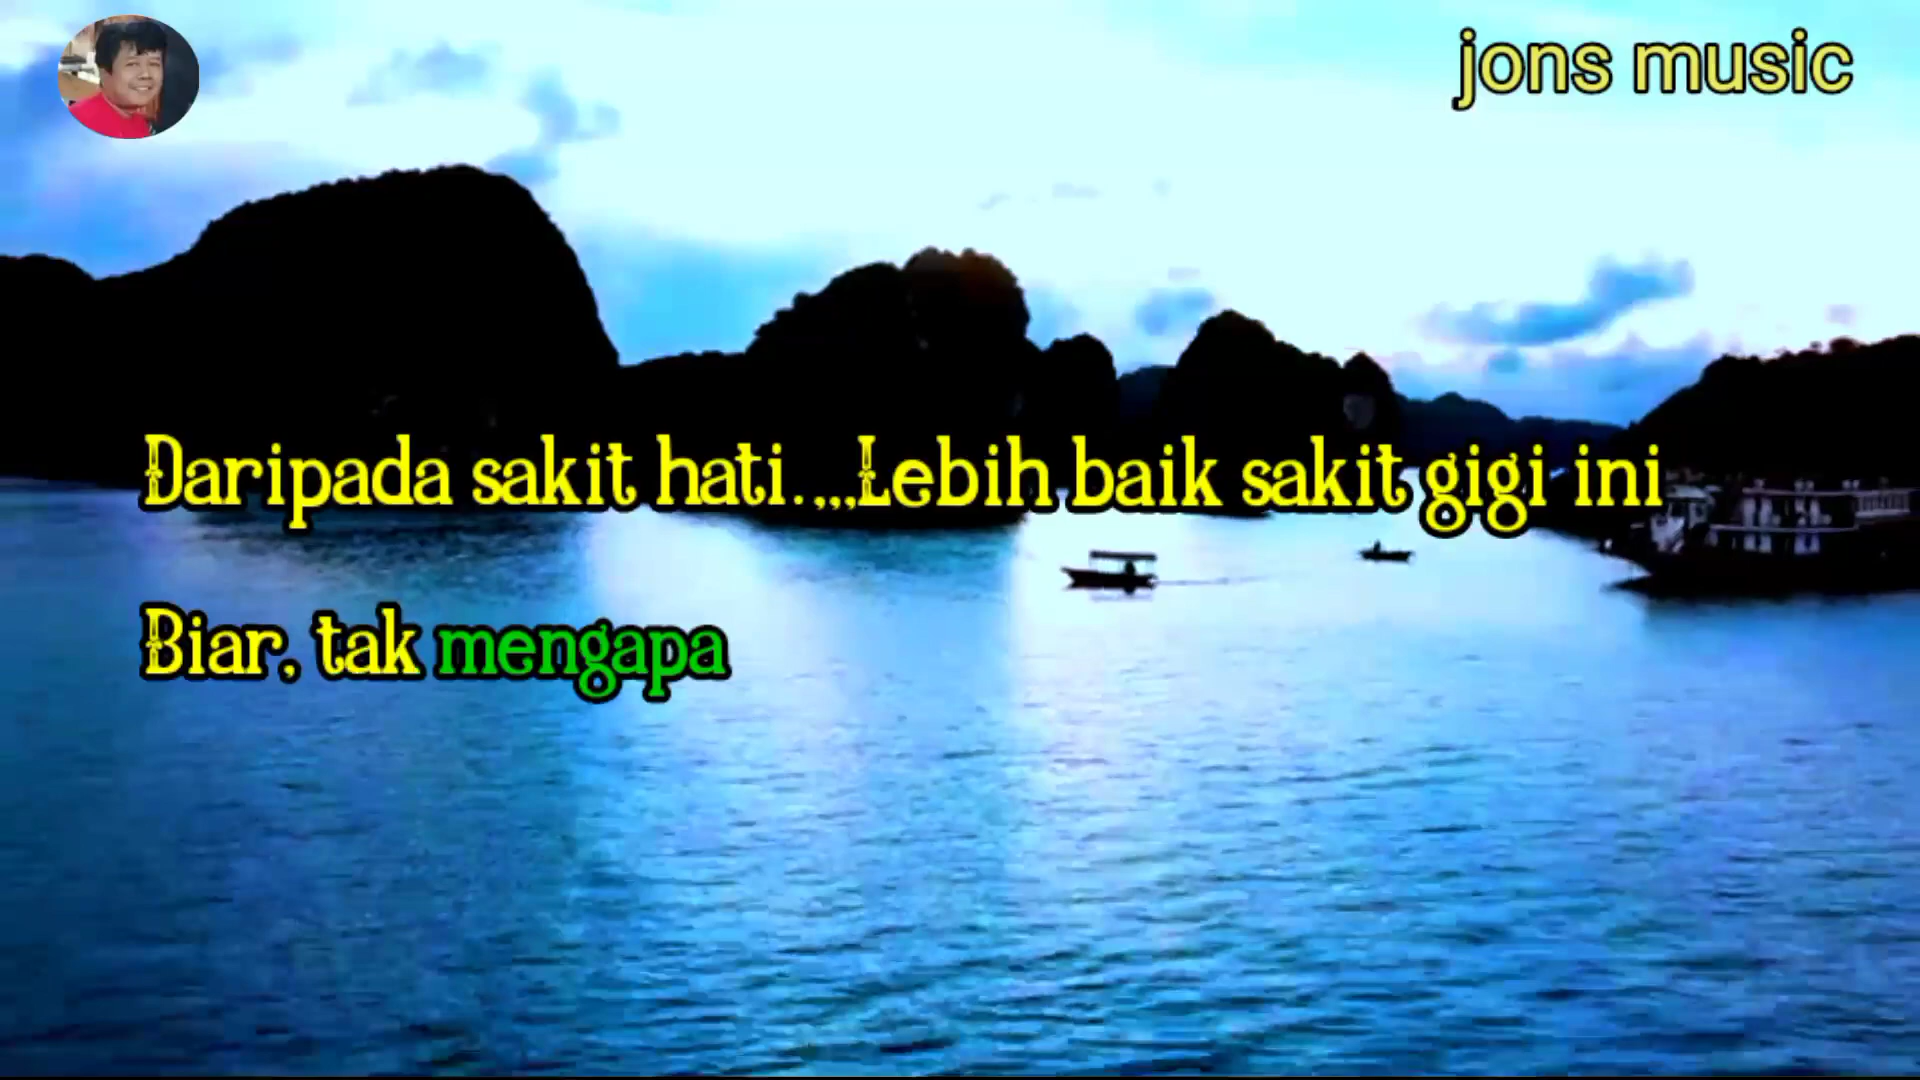 jons music
Daripada sakit hati.,,,Lebih baik sakit gigi ini
Biar, tak mengapa